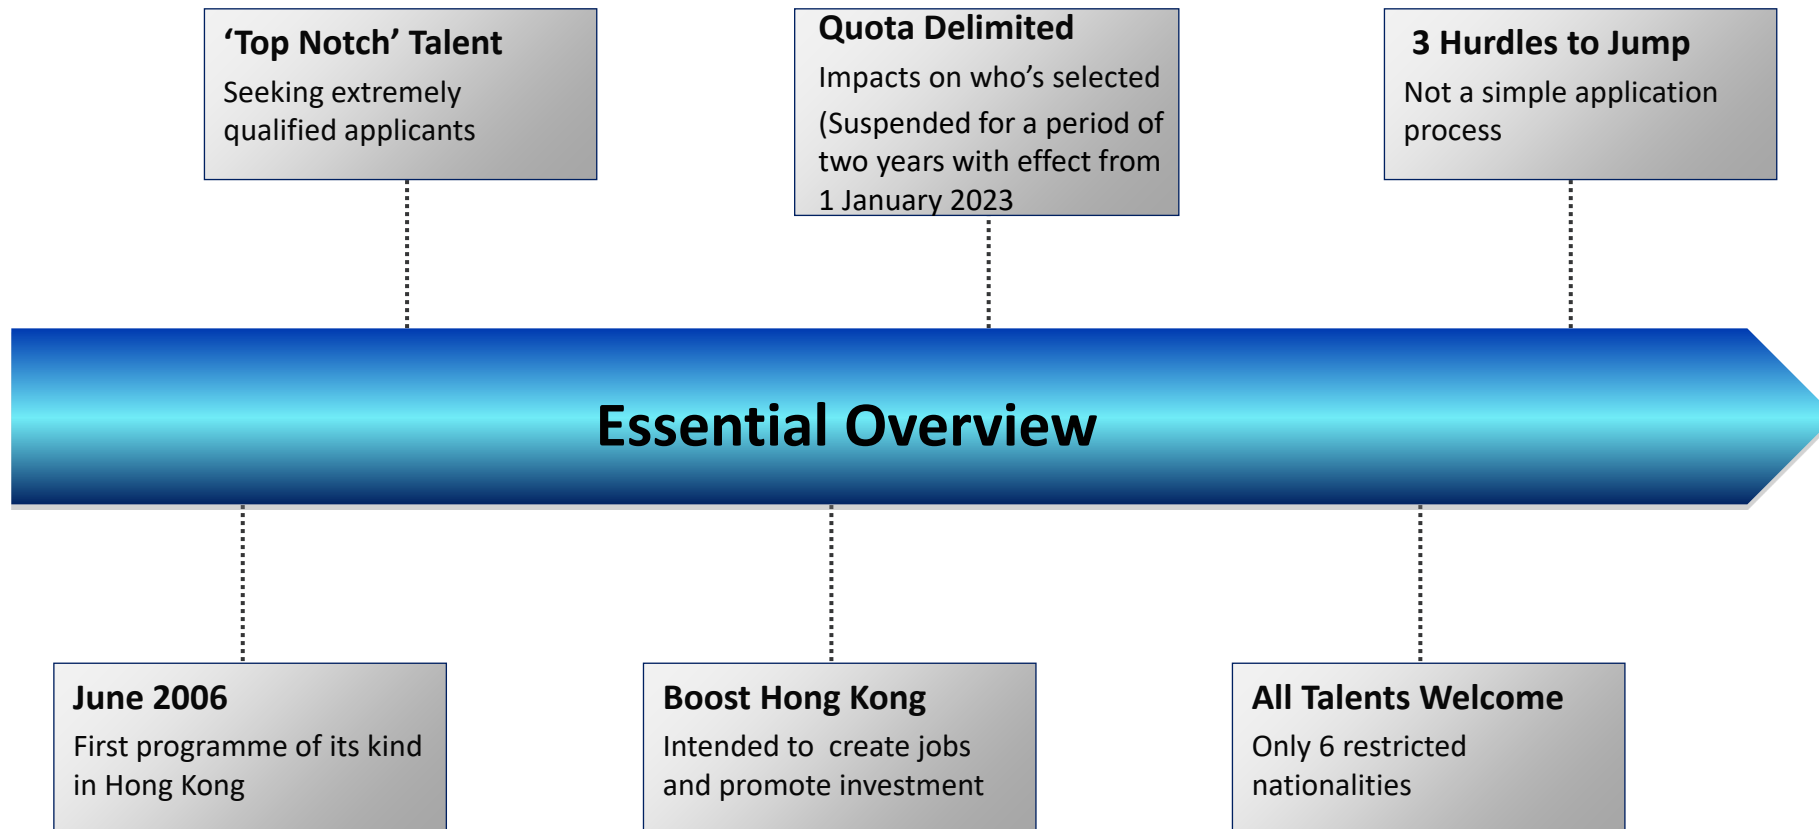 ‘Top Notch’ Talent
Seeking extremely
qualified applicants
Quota Delimited
Impacts on who’s selected
(Suspended for a period of
two years with effect from
1 January 2023
3 Hurdles to Jump
Not a simple application
process
Essential Overview
June 2006
First programme of its kind
in Hong Kong
Boost Hong Kong
Intended to  create jobs
and promote investment
All Talents Welcome
Only 6 restricted
nationalities